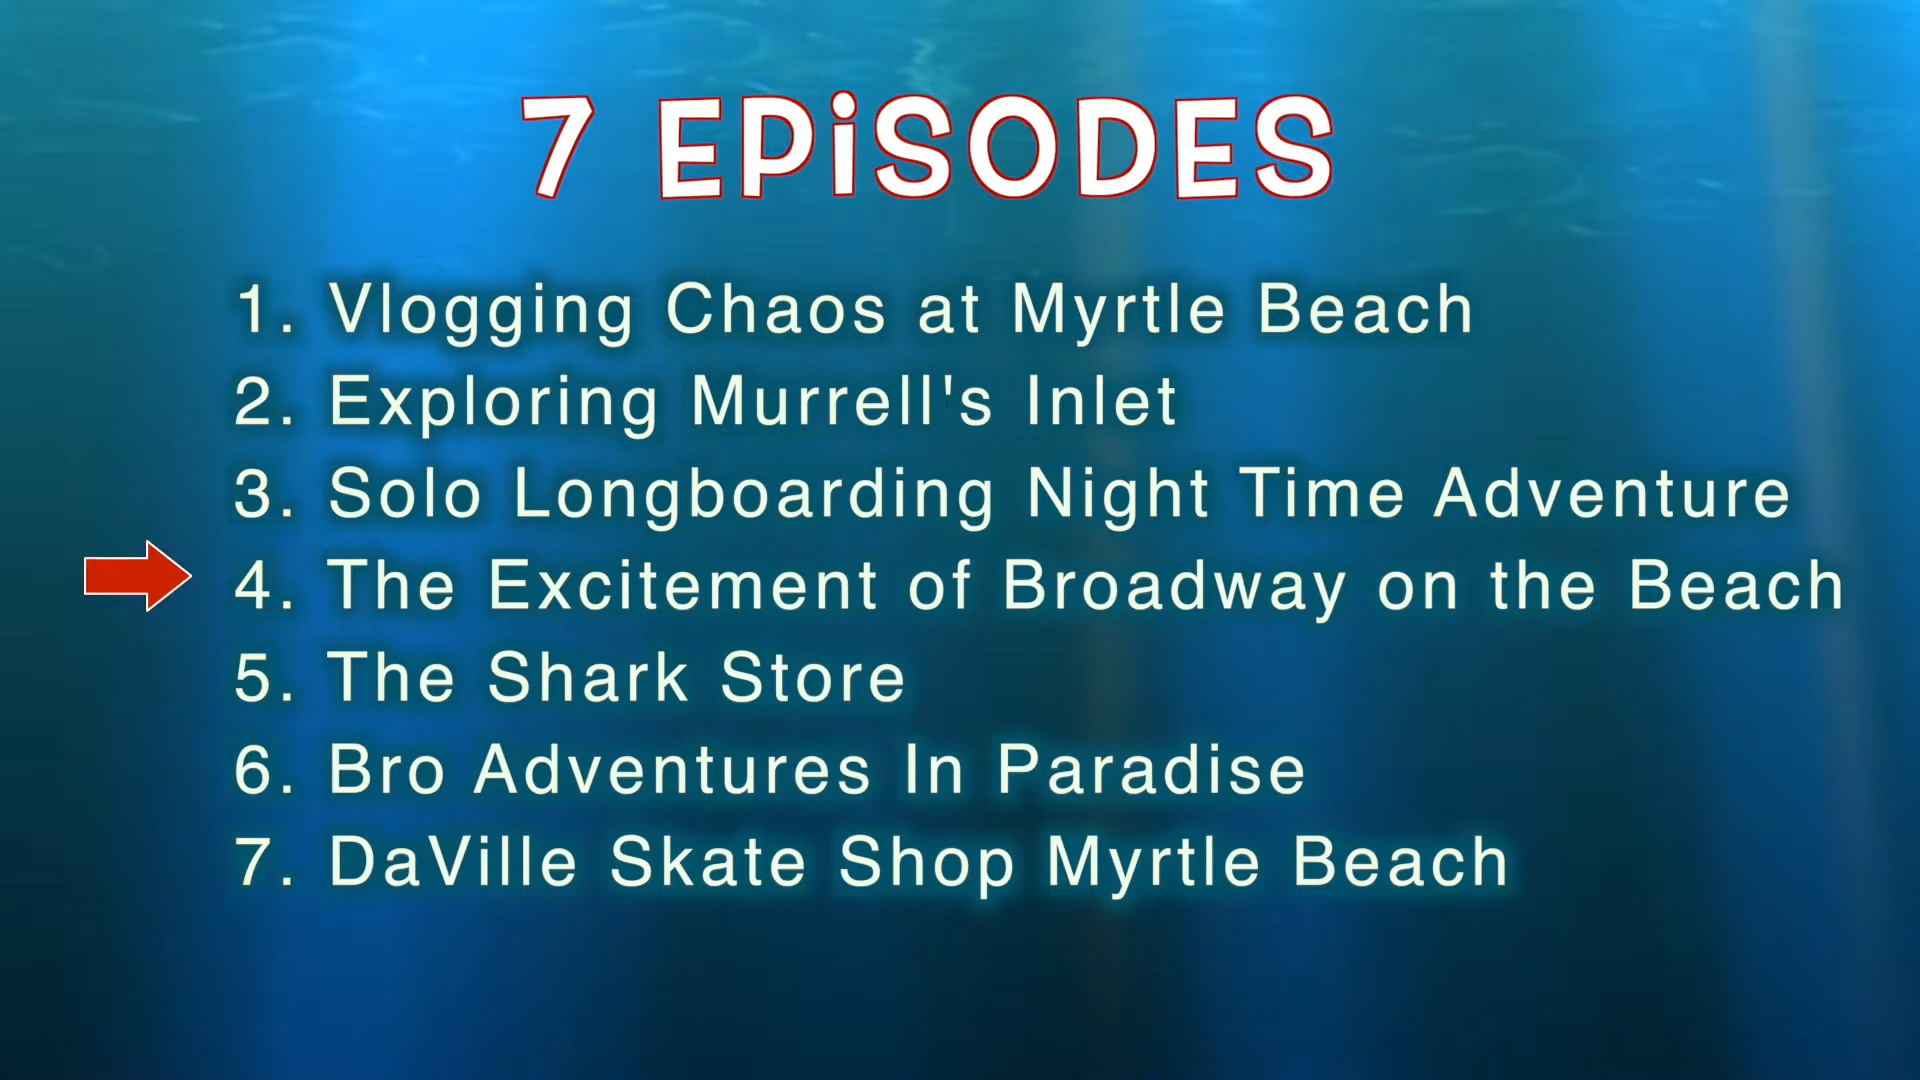 7 EPiSODES
1. Vlogging Chaos at Myrtle Beach
2. Exploring Murrell's Inlet
3. Solo Longboarding Night Time Adventure
4. The Excitement of Broadway on the Beach
5. The Shark Store
6. Bro Adventures In Paradise
7. DaVille Skate Shop Myrtle Beach